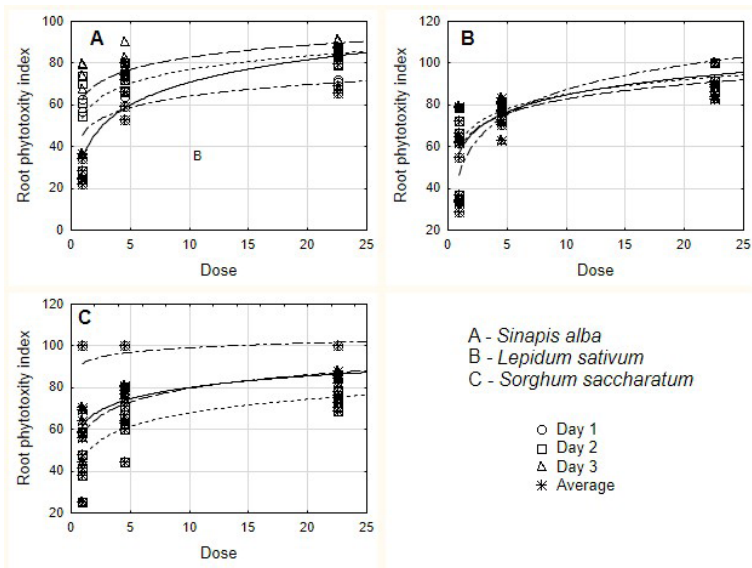 A
Root phytotoxity index
100
80
60
40
20
0
B
0 5 10 15 20 25
Dose
B
Root phytotoxity index
100
80
60
40
20
0 5 10 15 20 25
Dose
C
Root phytotoxity index
120
100
80
60
40
20
0
0 5 10 15 20 25
Dose
A - Sinapis alba
B - Lepidum sativum
C - Sorghum saccharatum
Day 1
Day 2
Day 3
Average